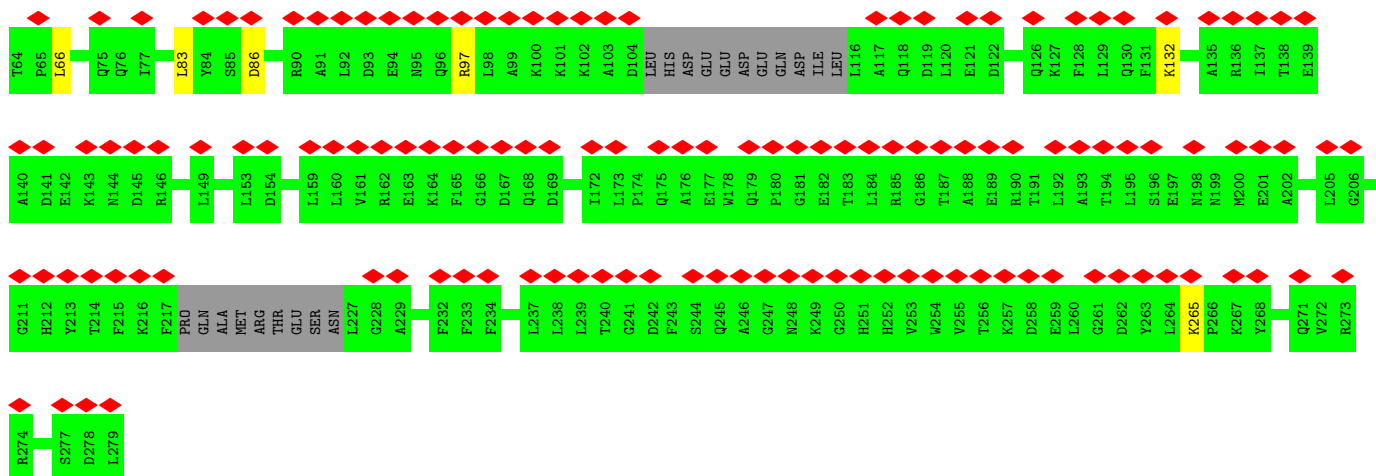 T64 P65 L66 Q75 Q76 I77 L83 Y84 S85 D86 R90 A91 L92 D93 E94 N95 Q96 R97 L98 A99 K100 K101 K102 A103 D104 LEU HIS ASP GLU GLU ASP GLU GLN ASP ILE LEU L116 A117 Q118 D119 L120 E121 D122 Q126 K127 F128 L129 Q130 F131 K132 A135 R136 I137 T138 E139
A140 D141 E142 K143 N144 D145 R146 L149 L153 D154 L159 L160 V161 R162 E163 K164 F165 G166 D167 Q168 D169 I172 L173 P174 Q175 A176 E177 W178 Q179 P180 G181 E182 T183 L184 R185 G186 T187 A188 E189 R190 T191 L192 A193 T194 L195 S196 E197 N198 N199 M200 E201 A202 L205 G206
G211 H212 Y213 T214 F215 K216 F217 PRO GLN ALA MET ARG THR GLU SER ASN L227 G228 A229 F232 F233 F234 L237 L238 L239 T240 G241 D242 F243 S244 Q245 A246 G247 N248 K249 G250 H251 H252 V253 W254 V255 T256 K257 D258 E259 L260 G261 D262 Y263 L264 K265 P266 K267 Y268 Q271 V272 R273
R274 S277 D278 L279